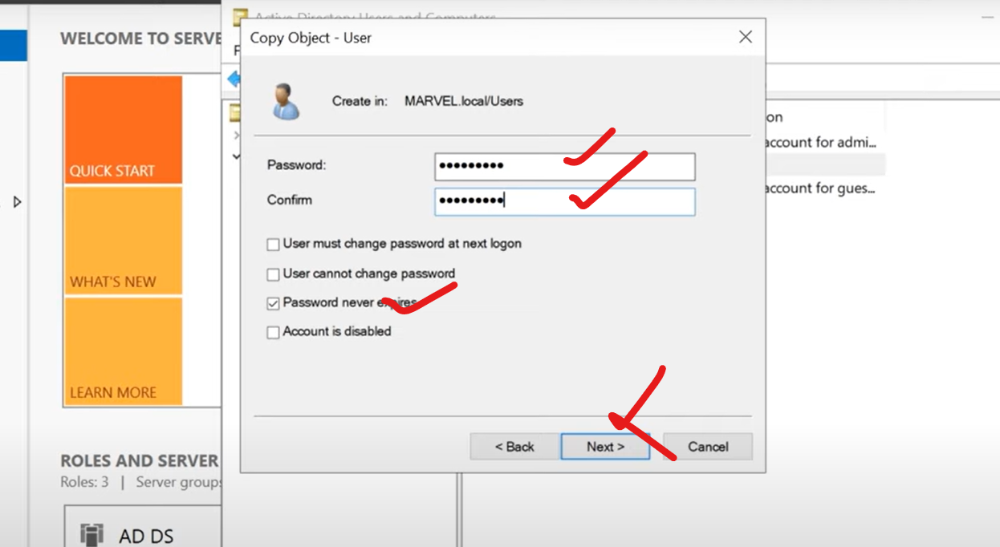 Active Directory Users and Computers
WELCOME TO SERVE
Copy Object - User
F
Create in: MARVEL.local/Users
on
account for admi...
account for gues...
QUICK START
WHAT'S NEW
LEARN MORE
Password: •••••••••
Confirm •••••••••
User must change password at next logon
User cannot change password
Password never expires
Account is disabled
< Back
Next >
Cancel
ROLES AND SERVER
Roles: 3 | Server groups
AD DS